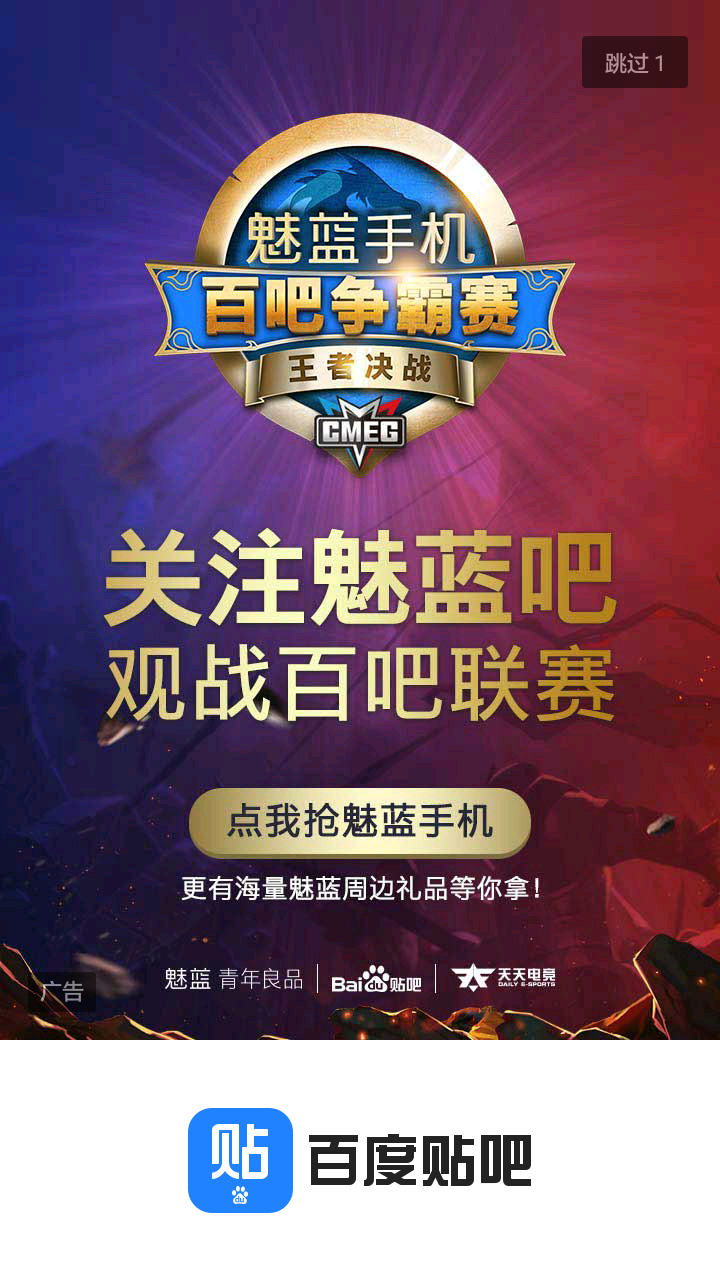 跳过 1
魅蓝手机
百吧争霸赛
王者决战
CMEG
关注魅蓝吧
观战百吧联赛
点我抢魅蓝手机
更有海量魅蓝周边礼品等你拿!
广告
魅蓝 青年良品 Bai du 贴吧 天天电竞 DAILY E-SPORTS
贴 du 百度贴吧